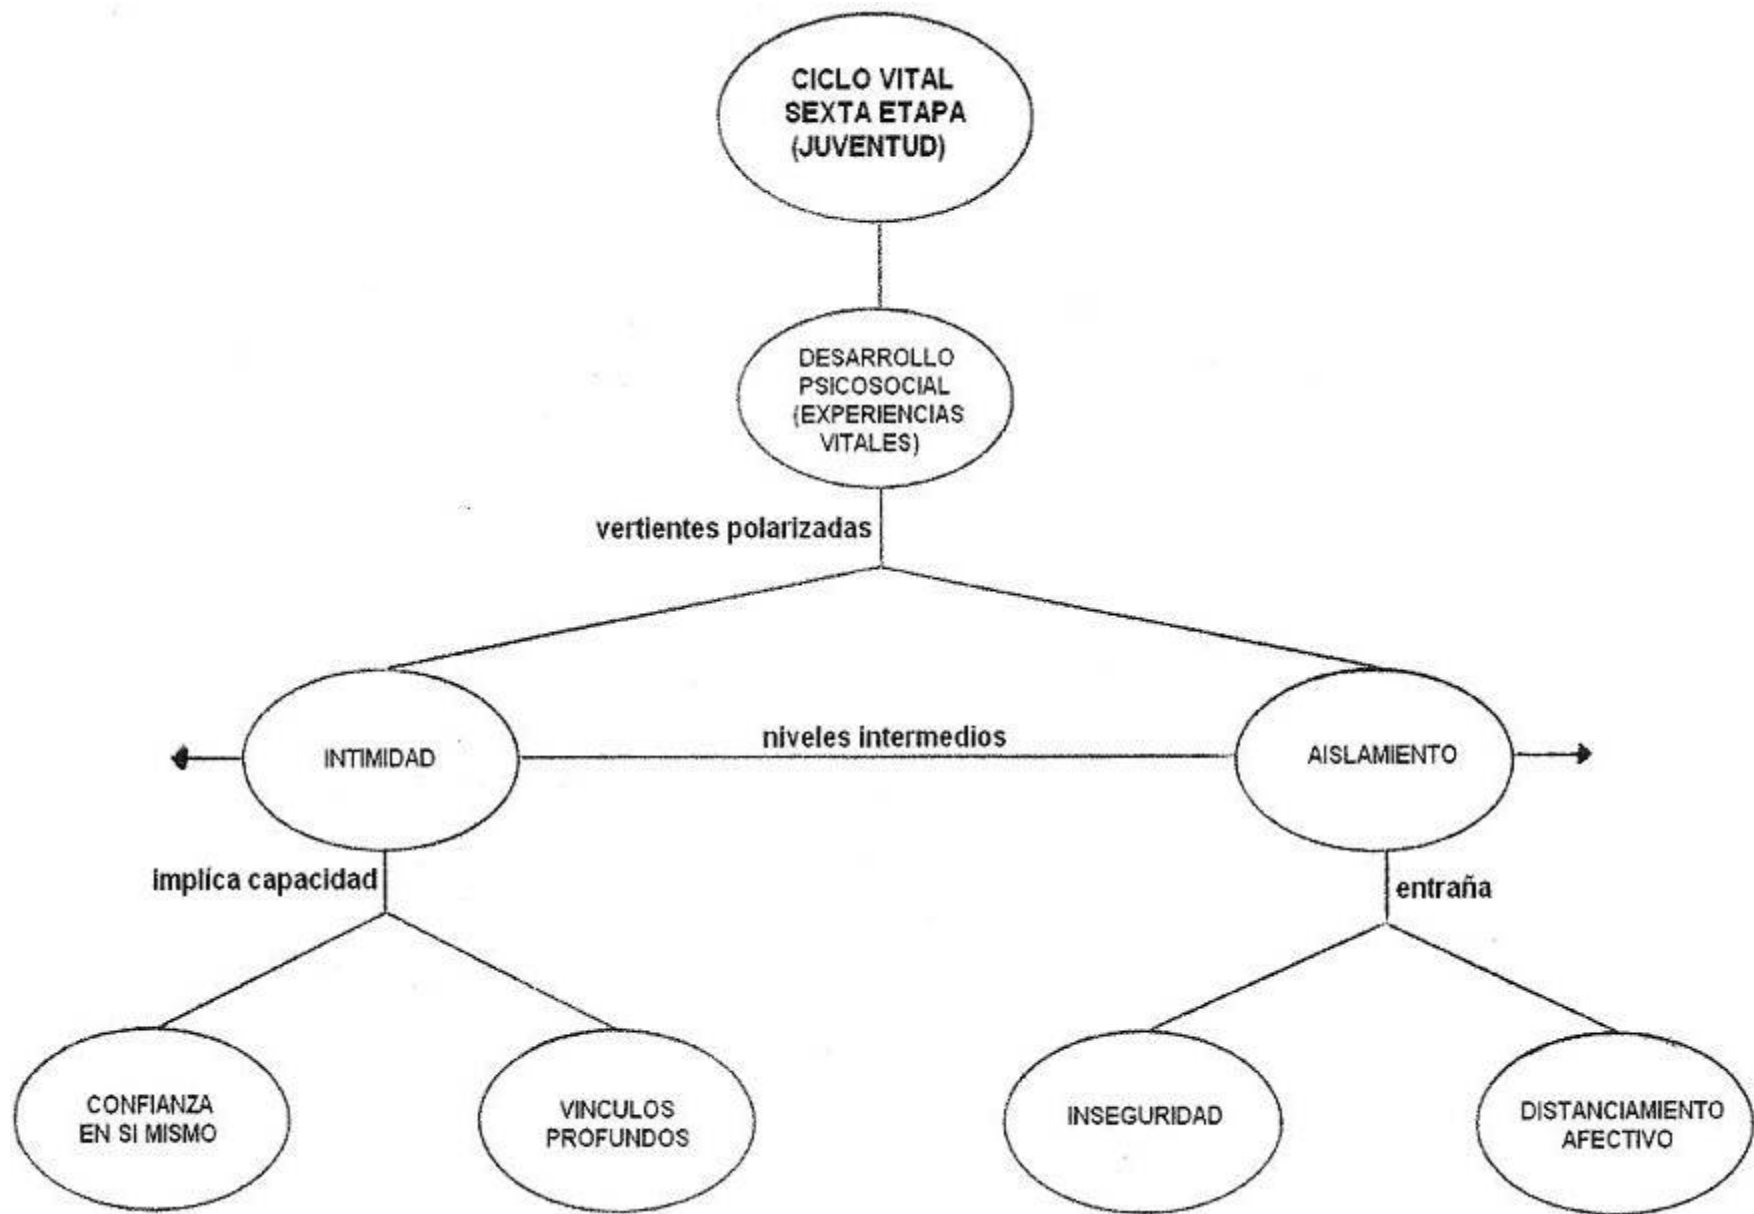 CICLO VITAL
SEXTA ETAPA
(JUVENTUD)
DESARROLLO
PSICOSOCIAL
(EXPERIENCIAS
VITALES)
vertientes polarizadas
INTIMIDAD
niveles intermedios
AISLAMIENTO
implíca capacidad
entraña
CONFIANZA
EN SI MISMO
VINCULOS
PROFUNDOS
INSEGURIDAD
DISTANCIAMIENTO
AFECTIVO